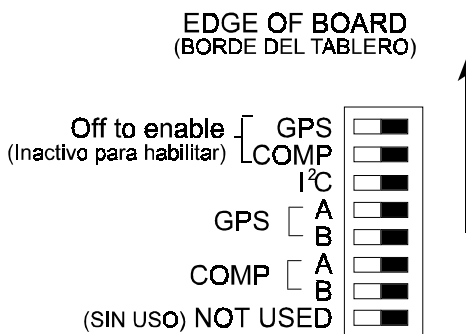 EDGE OF BOARD
(BORDE DEL TABLERO)
Off to enable
(Inactivo para habilitar)
GPS
COMP
I²C
GPS
A
B
COMP
A
B
(SIN USO) NOT USED